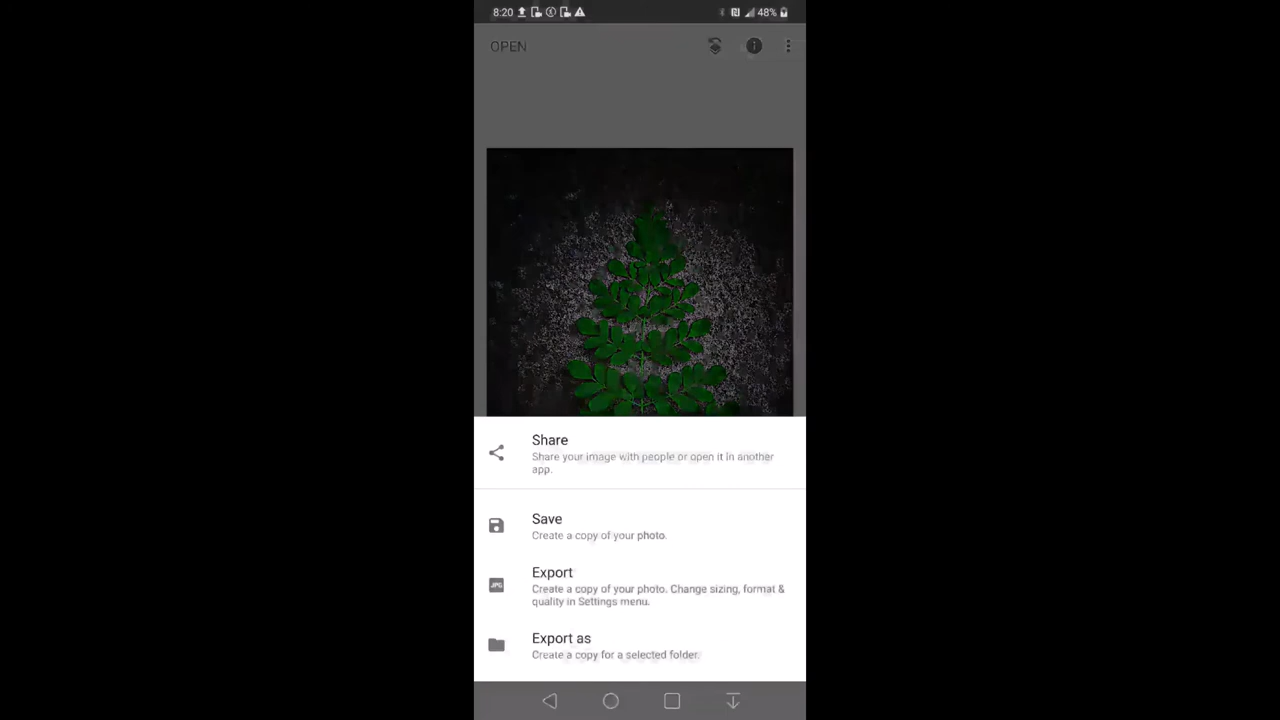 8:20
48%
OPEN
Share
Share your image with people or open it in another
app.
Save
Create a copy of your photo.
JPG
Export
Create a copy of your photo. Change sizing, format &
quality in Settings menu.
Export as
Create a copy for a selected folder.